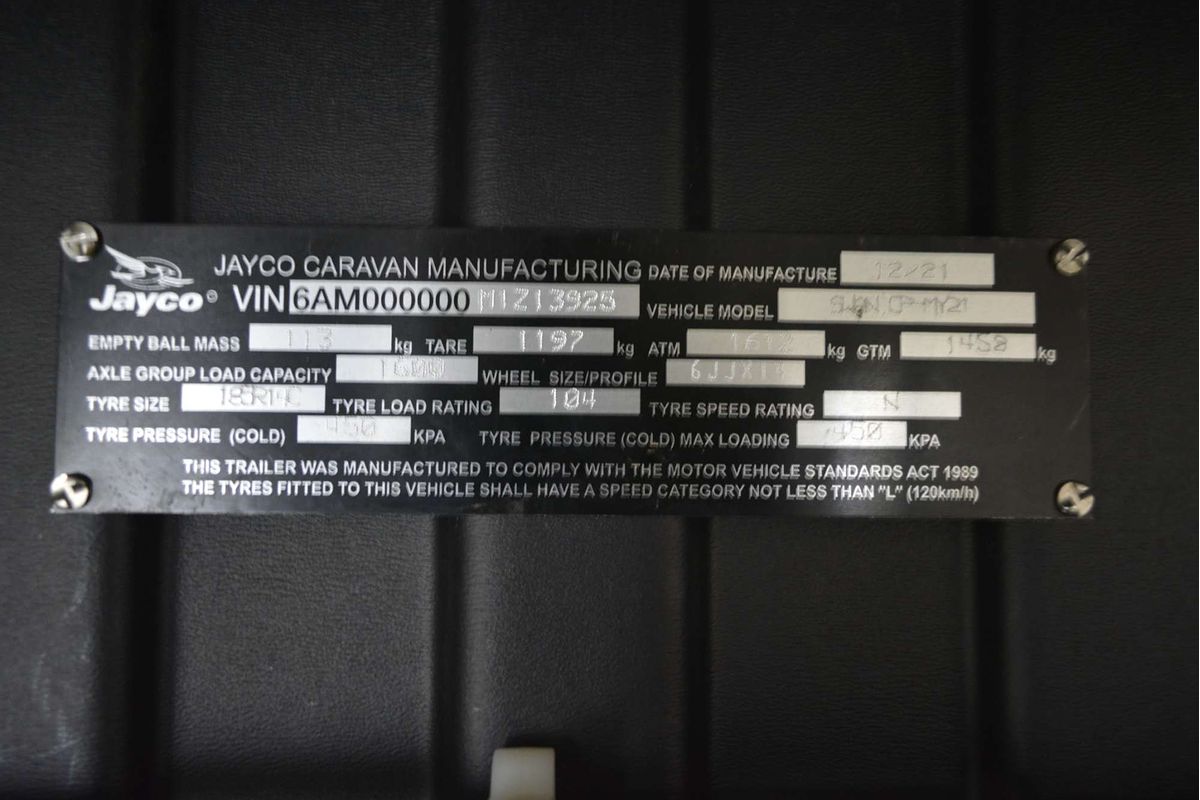 JAYCO CARAVAN MANUFACTURING DATE OF MANUFACTURE 12/21
Jayco® VIN 6AM000000 M1Z13925 VEHICLE MODEL
EMPTY BALL MASS 113 kg TARE 1197 kg ATM kg GTM 1458 kg
AXLE GROUP LOAD CAPACITY 1600 WHEEL SIZE/PROFILE 6JJX14
TYRE SIZE 185R14C TYRE LOAD RATING 104 TYRE SPEED RATING N
TYRE PRESSURE (COLD) 450 KPA TYRE PRESSURE (COLD) MAX LOADING 450 KPA
THIS TRAILER WAS MANUFACTURED TO COMPLY WITH THE MOTOR VEHICLE STANDARDS ACT 1989
THE TYRES FITTED TO THIS VEHICLE SHALL HAVE A SPEED CATEGORY NOT LESS THAN "L" (120km/h)